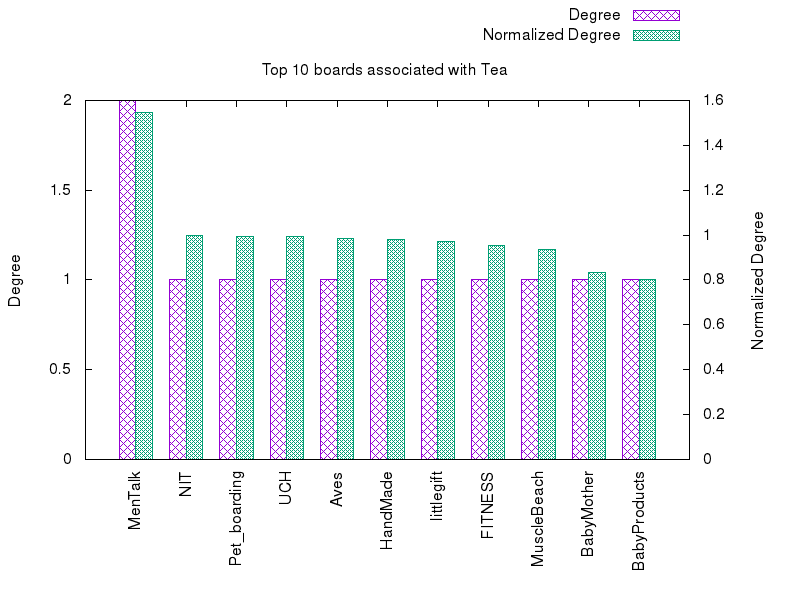 Degree
Normalized Degree
Top 10 boards associated with Tea
2
1.5
1
0.5
0
1.6
1.4
1.2
1
0.8
0.6
0.4
0.2
0
Degree
Normalized Degree
MenTalk
NIT
Pet_boarding
UCH
Aves
HandMade
littlegift
FITNESS
MuscleBeach
BabyMother
BabyProducts